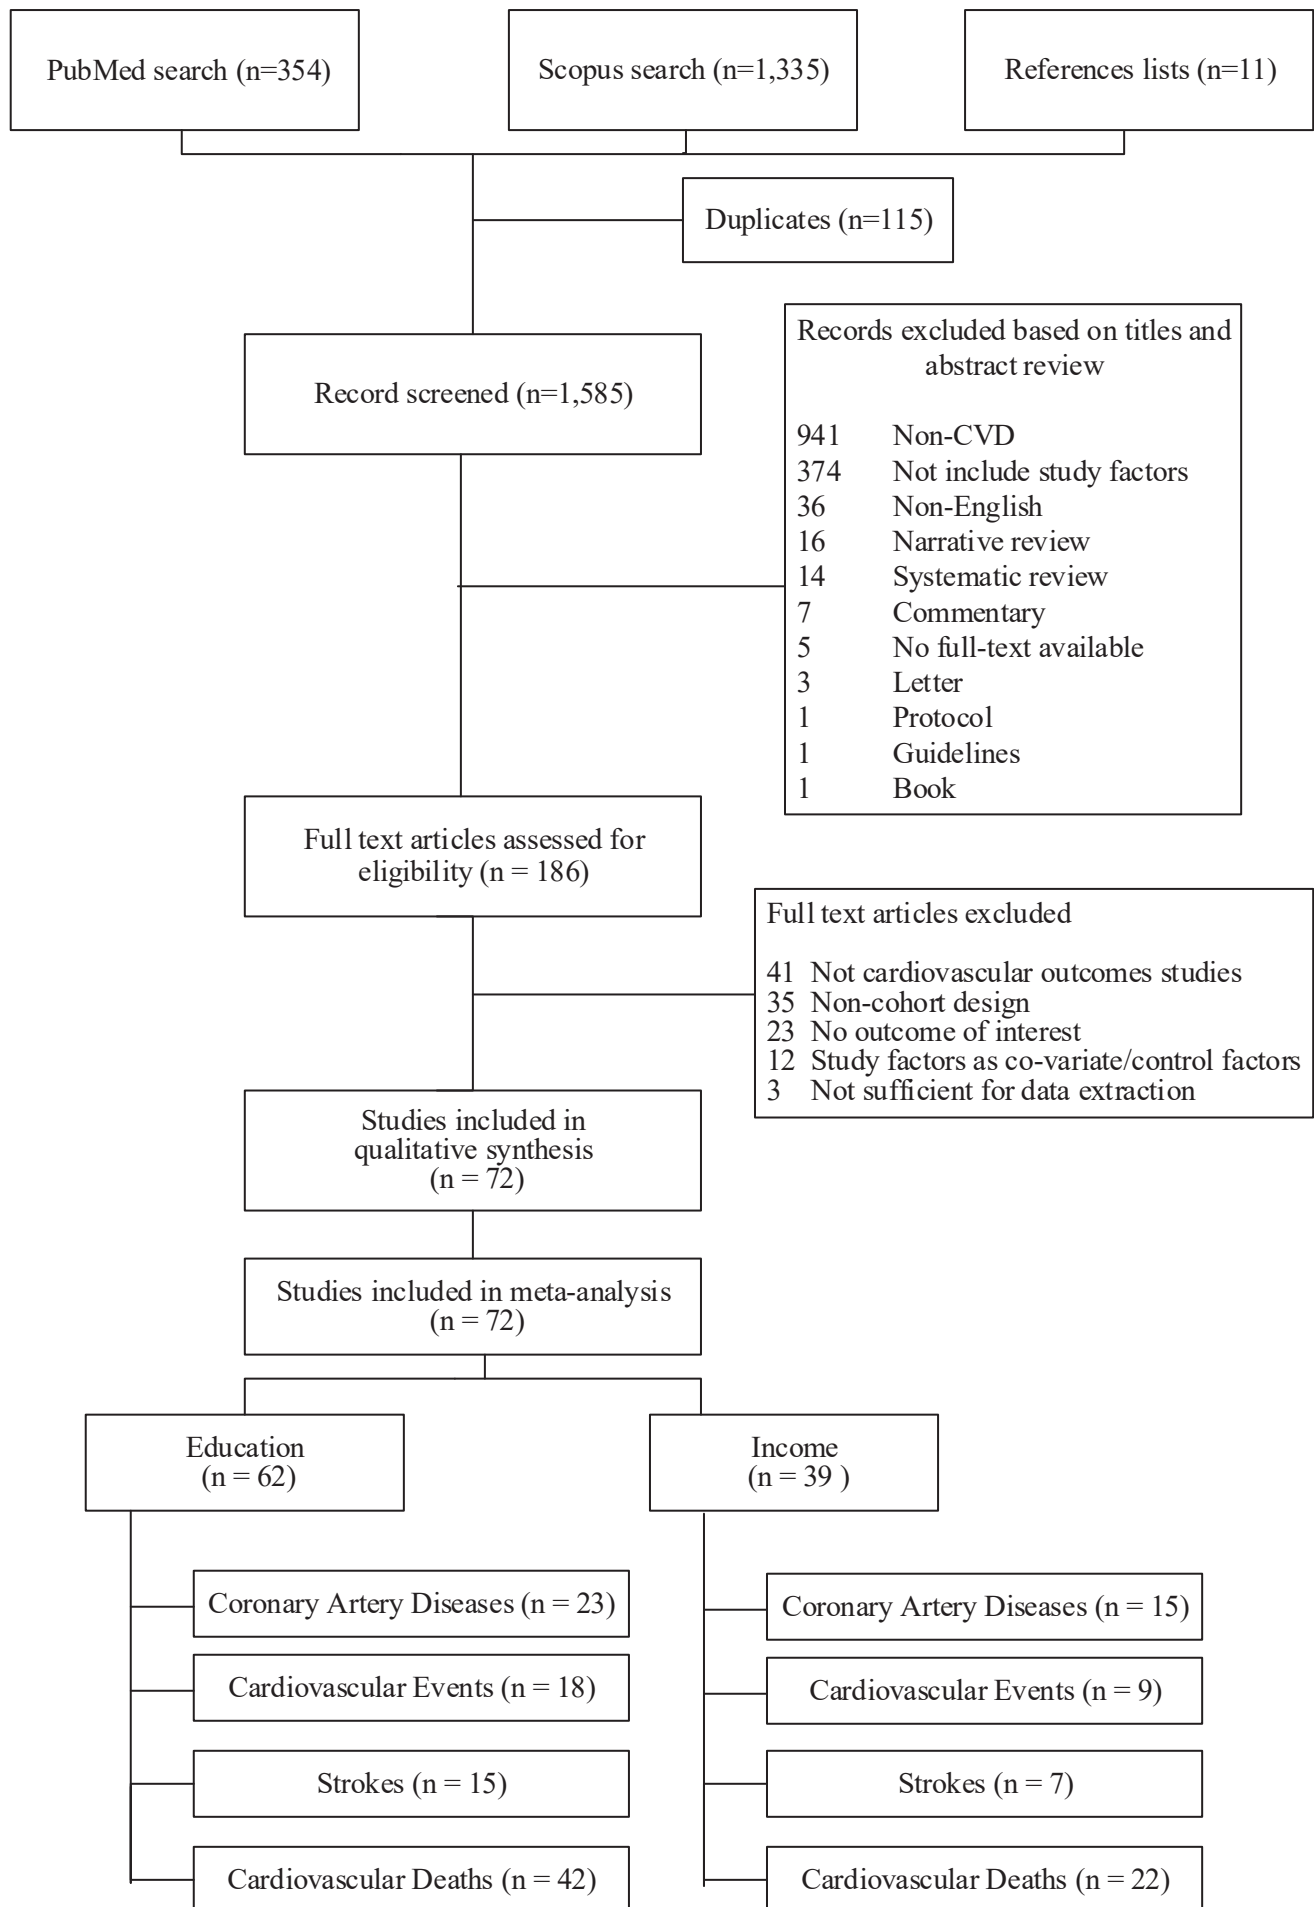 PubMed search (n=354)
Scopus search (n=1,335)
References lists (n=11)
Duplicates (n=115)
Record screened (n=1,585)
Records excluded based on titles and
abstract review
941 Non-CVD
374 Not include study factors
36 Non-English
16 Narrative review
14 Systematic review
7 Commentary
5 No full-text available
3 Letter
1 Protocol
1 Guidelines
1 Book
Full text articles assessed for
eligibility (n = 186)
Full text articles excluded
41 Not cardiovascular outcomes studies
35 Non-cohort design
23 No outcome of interest
12 Study factors as co-variate/control factors
3 Not sufficient for data extraction
Studies included in
qualitative synthesis
(n = 72)
Studies included in meta-analysis
(n = 72)
Education
(n = 62)
Income
(n = 39 )
Coronary Artery Diseases (n = 23)
Cardiovascular Events (n = 18)
Strokes (n = 15)
Cardiovascular Deaths (n = 42)
Coronary Artery Diseases (n = 15)
Cardiovascular Events (n = 9)
Strokes (n = 7)
Cardiovascular Deaths (n = 22)